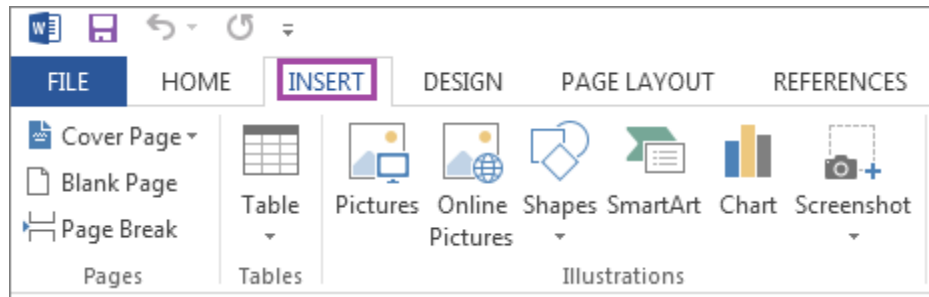 W
FILE HOME INSERT DESIGN PAGE LAYOUT REFERENCES
Cover Page
Blank Page
Page Break
Table
Pictures
Online
Pictures
Shapes
SmartArt
Chart
Screenshot
Pages
Tables
Illustrations